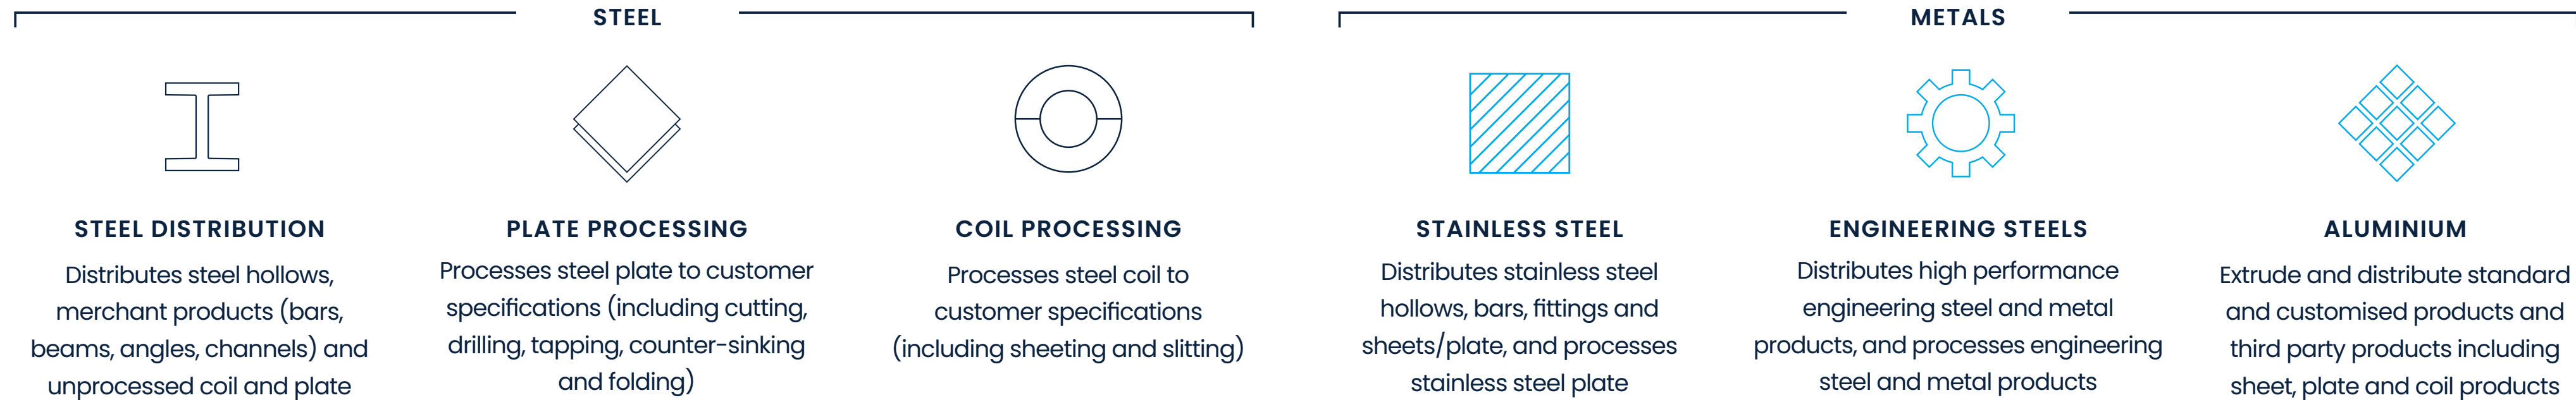 STEEL
STEEL DISTRIBUTION
Distributes steel hollows,
merchant products (bars,
beams, angles, channels) and
unprocessed coil and plate
PLATE PROCESSING
Processes steel plate to customer
specifications (including cutting,
drilling, tapping, counter-sinking
and folding)
COIL PROCESSING
Processes steel coil to
customer specifications
(including sheeting and slitting)
METALS
STAINLESS STEEL
Distributes stainless steel
hollows, bars, fittings and
sheets/plate, and processes
stainless steel plate
ENGINEERING STEELS
Distributes high performance
engineering steel and metal
products, and processes engineering
steel and metal products
ALUMINIUM
Extrude and distribute standard
and customised products and
third party products including
sheet, plate and coil products